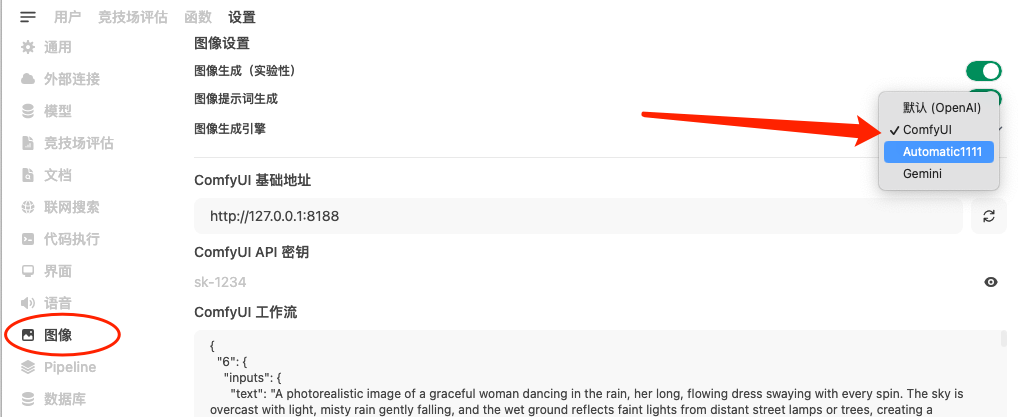 用户 竞技场评估 函数 设置
通用
外部连接
模型
竞技场评估
文档
联网搜索
代码执行
界面
语音
图像
Pipeline
数据库
图像设置
图像生成（实验性）
图像提示词生成
图像生成引擎
默认 (OpenAI)
✓ ComfyUI
Automatic1111
Gemini
ComfyUI 基础地址
http://127.0.0.1:8188
ComfyUI API 密钥
sk-1234
ComfyUI 工作流
{
"6": {
"inputs": {
"text": "A photorealistic image of a graceful woman dancing in the rain, her long, flowing dress swaying with every spin. The sky is
overcast with light, misty rain gently falling, and the wet ground reflects faint lights from distant street lamps or trees, creating a